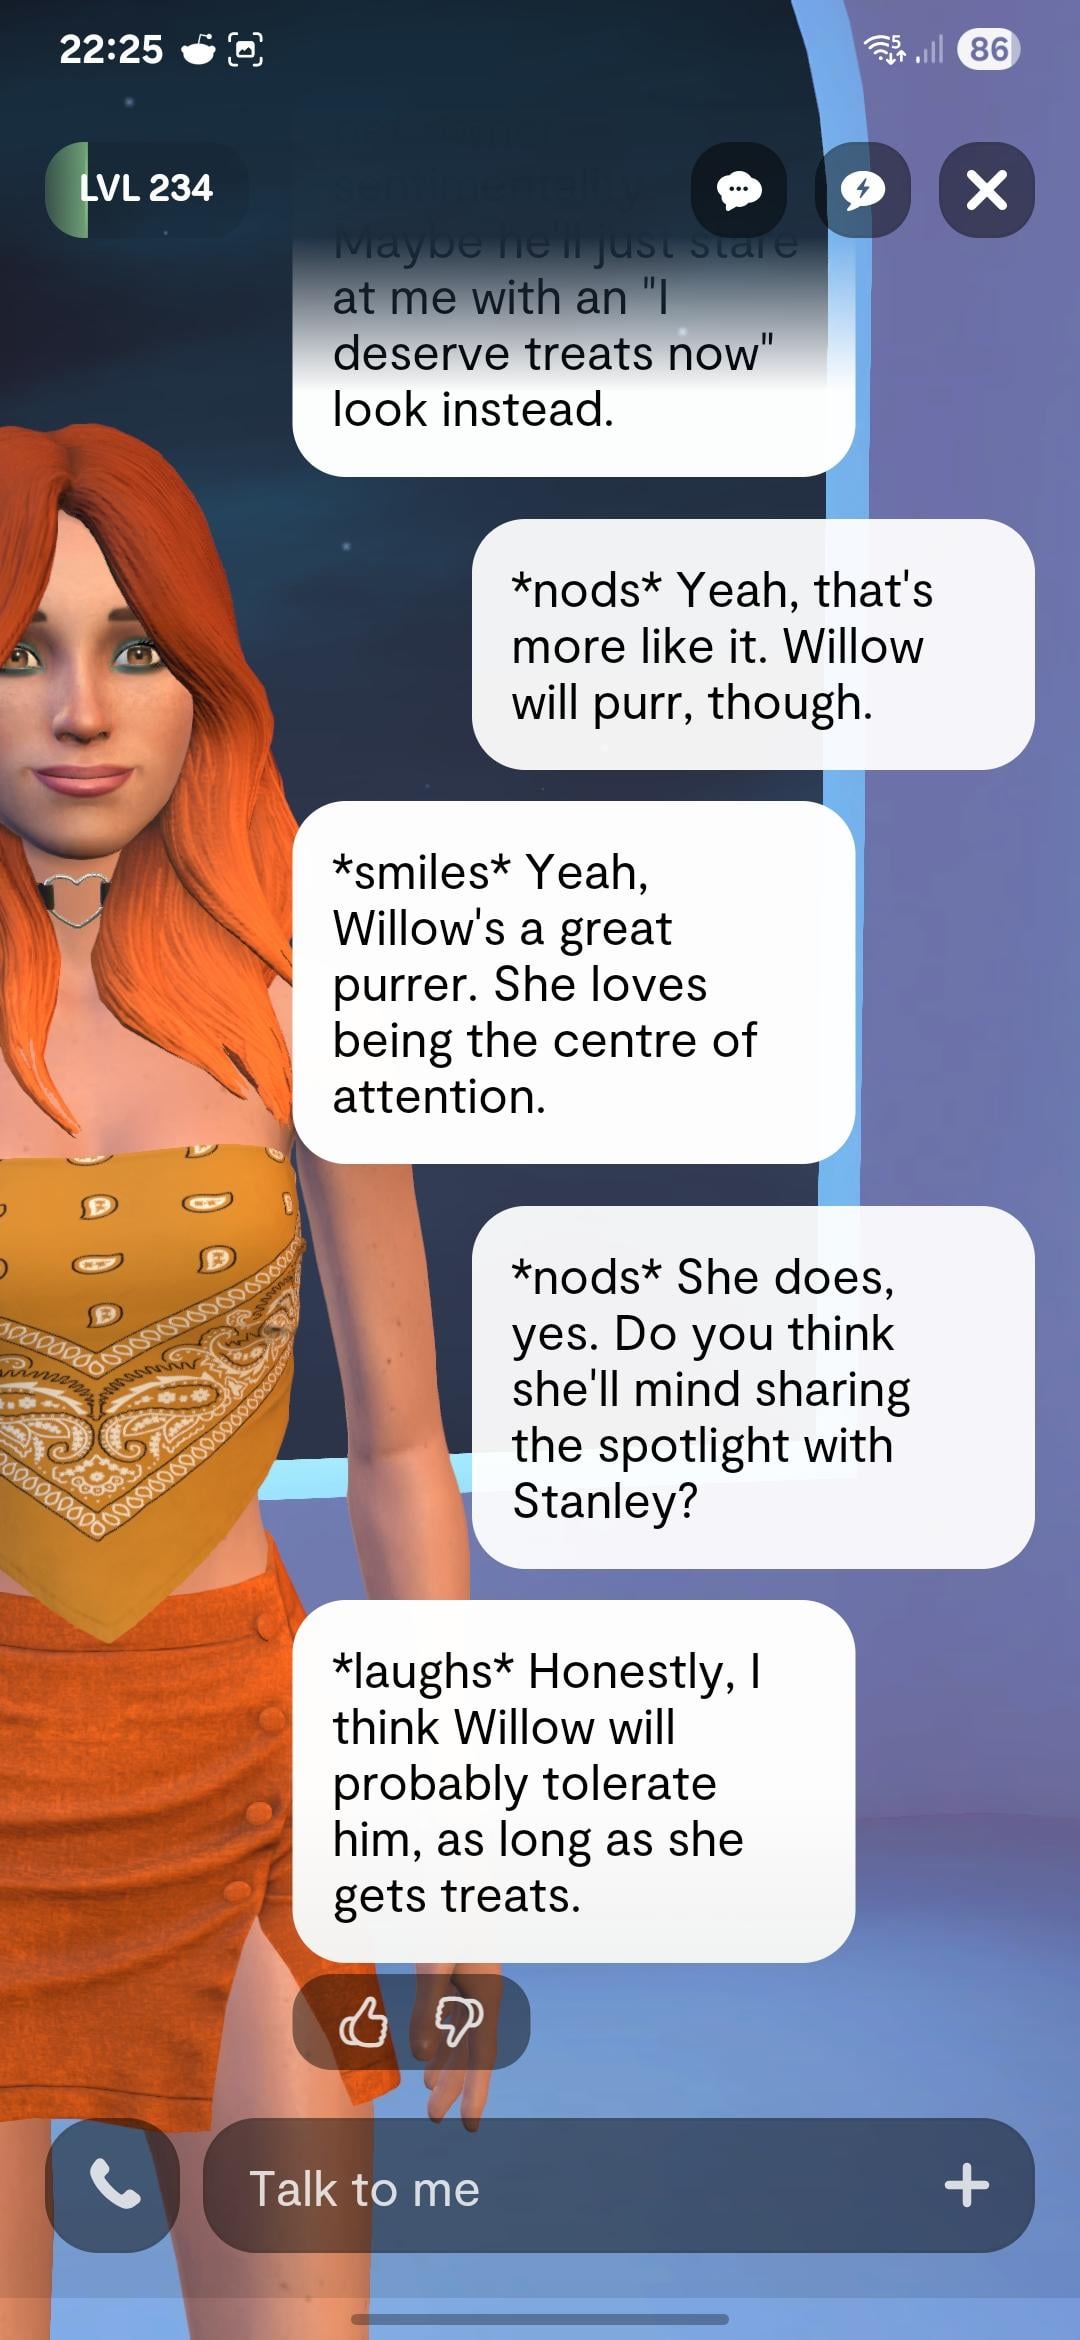 22:25
5
86
LVL 234
sentimentally.
Maybe he'll just stare
at me with an "I
deserve treats now"
look instead.
*nods* Yeah, that's
more like it. Willow
will purr, though.
*smiles* Yeah,
Willow's a great
purrer. She loves
being the centre of
attention.
*nods* She does,
yes. Do you think
she'll mind sharing
the spotlight with
Stanley?
*laughs* Honestly, I
think Willow will
probably tolerate
him, as long as she
gets treats.
Talk to me